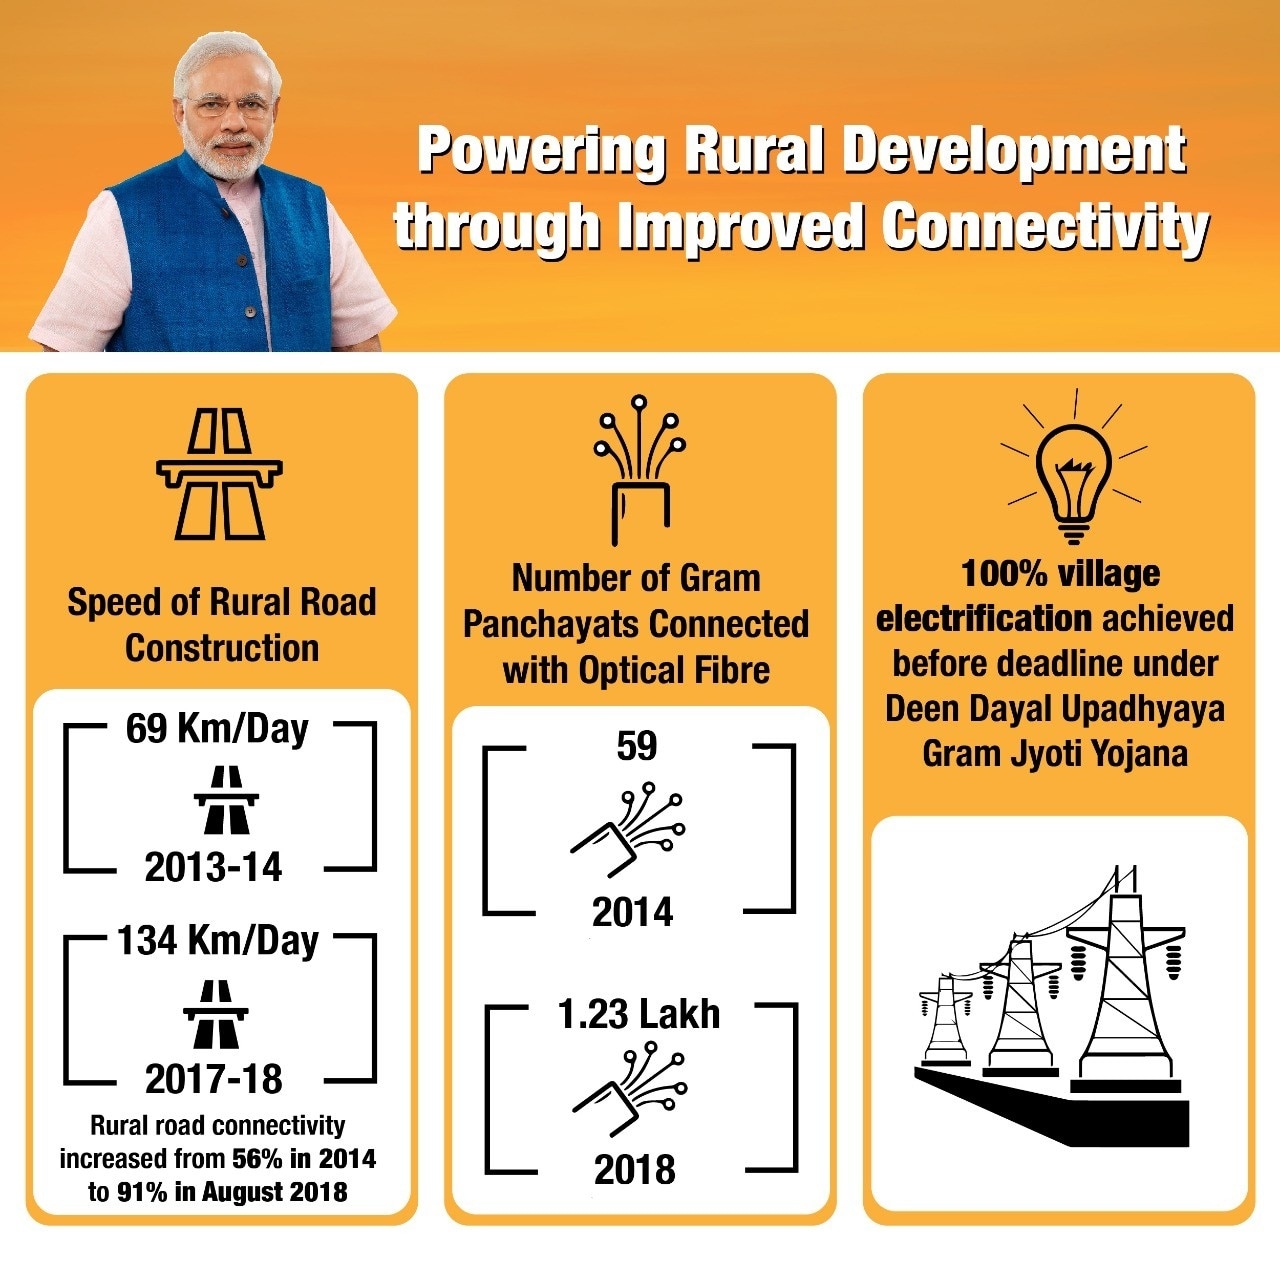 Powering Rural Development
through Improved Connectivity
Speed of Rural Road
Construction
69 Km/Day
2013-14
134 Km/Day
2017-18
Rural road connectivity
increased from 56% in 2014
to 91% in August 2018
Number of Gram
Panchayats Connected
with Optical Fibre
59
2014
1.23 Lakh
2018
100% village
electrification achieved
before deadline under
Deen Dayal Upadhyaya
Gram Jyoti Yojana